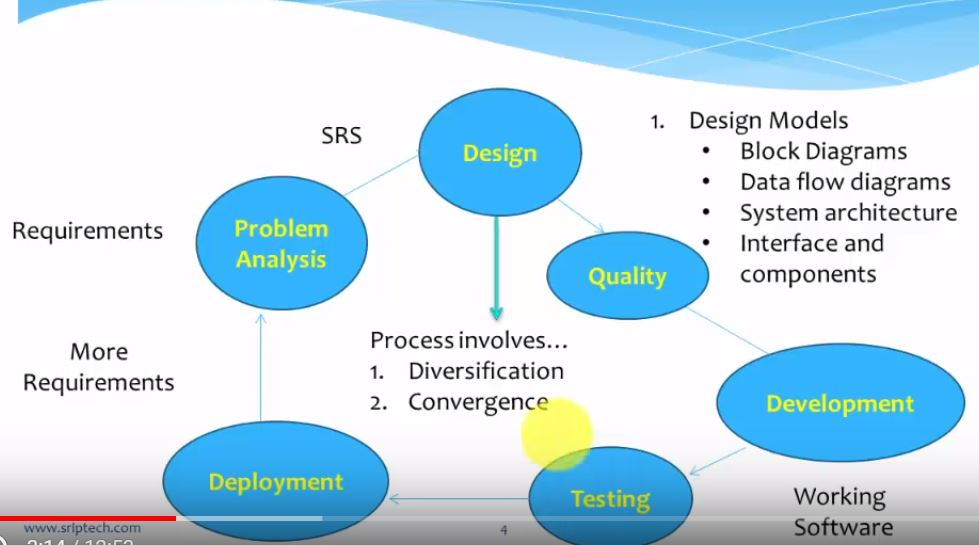 SRS
Design
1. Design Models
• Block Diagrams
• Data flow diagrams
• System architecture
• Interface and
components
Requirements
Problem
Analysis
Quality
More
Requirements
Process involves...
1. Diversification
2. Convergence
Development
Deployment
Testing
Working
Software
www.sriptech.com
4